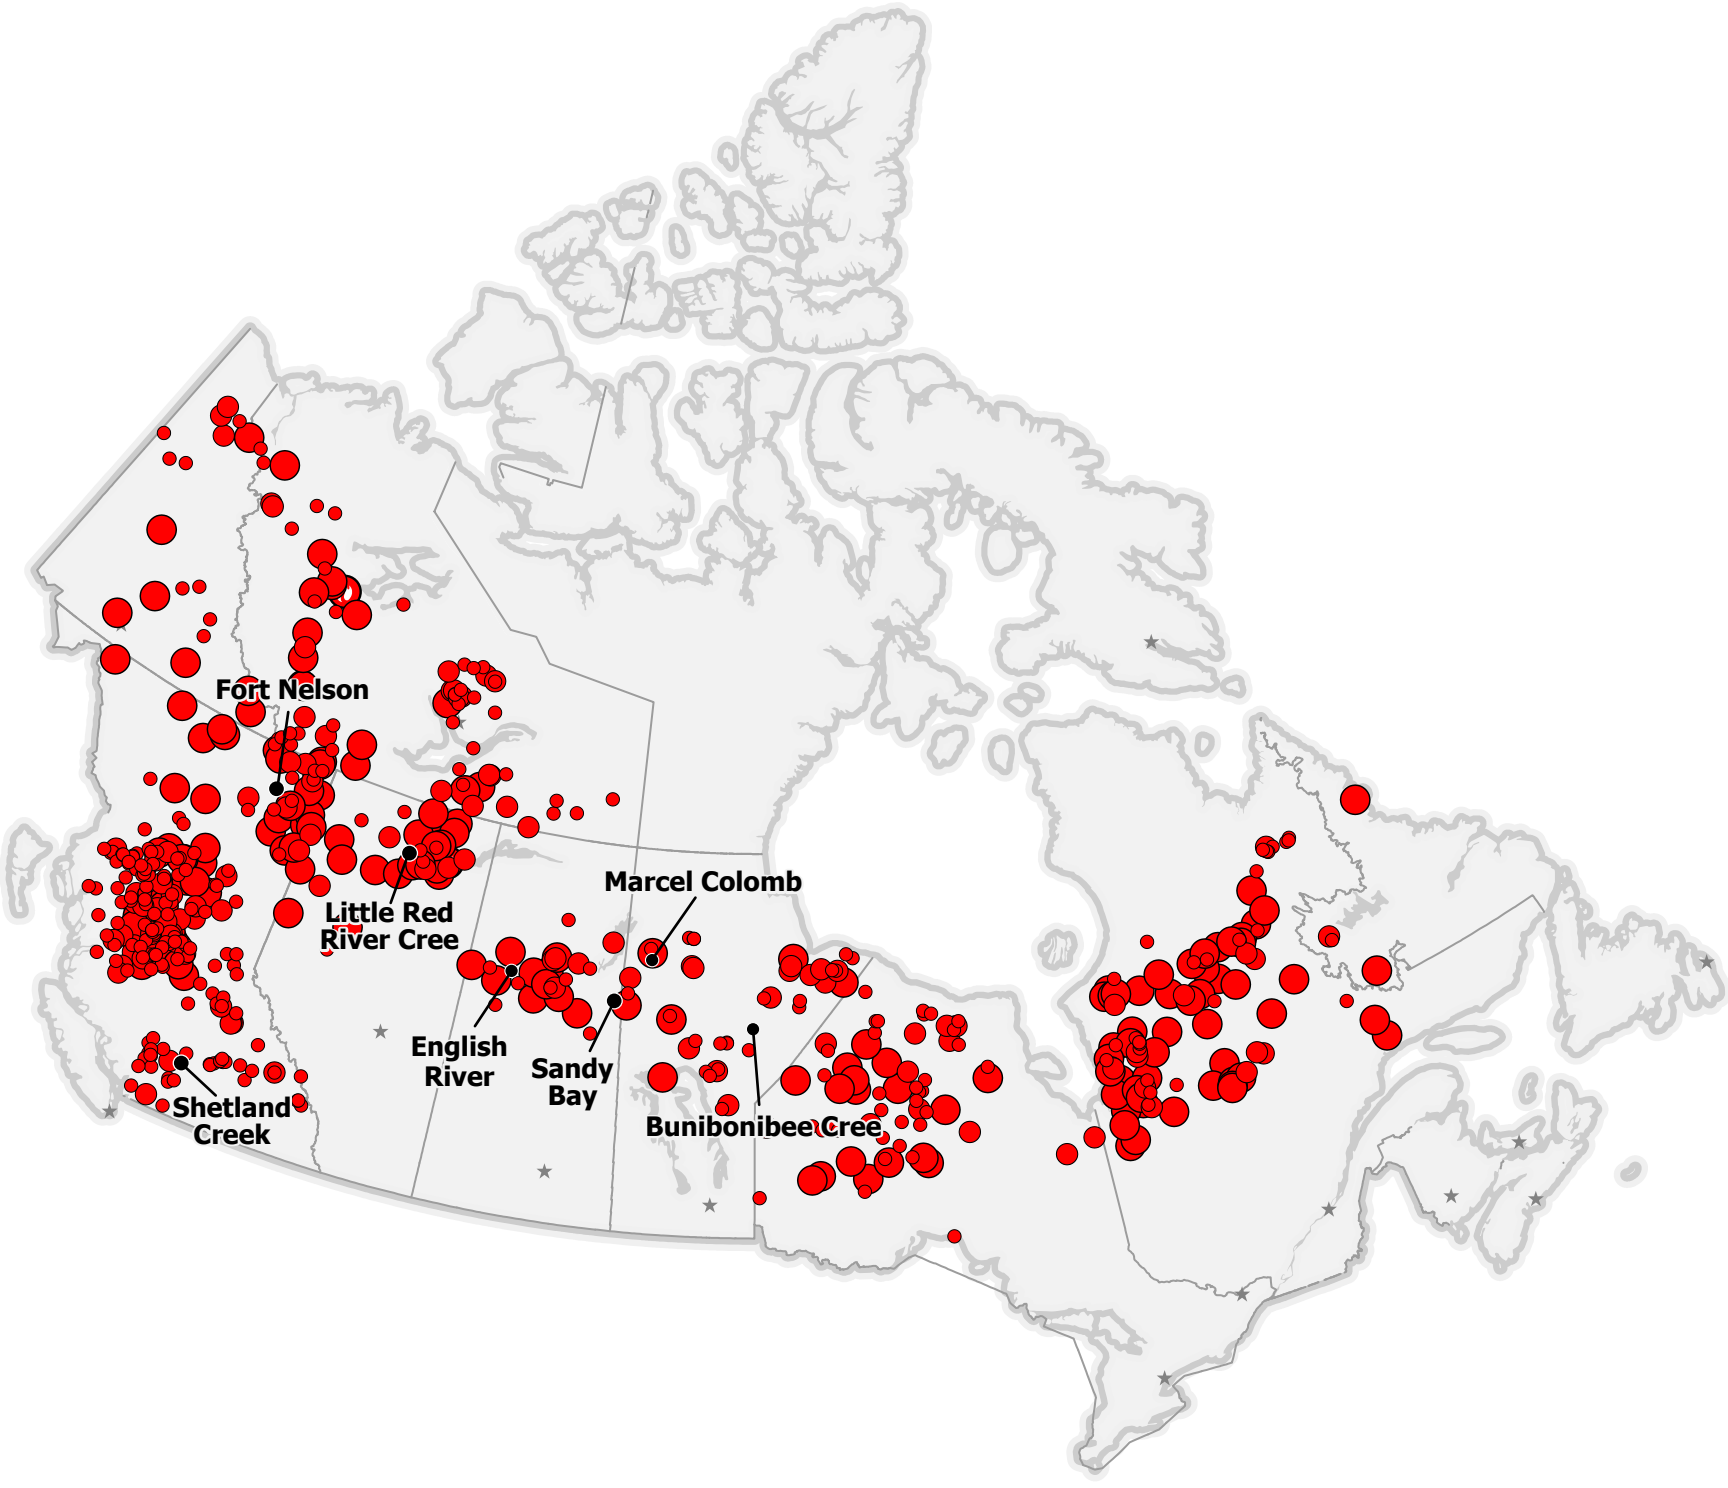 Fort Nelson
Marcel Colomb
Little Red
River Cree
English
River
Sandy
Bay
Shetland
Creek
Bunibonibee Cree